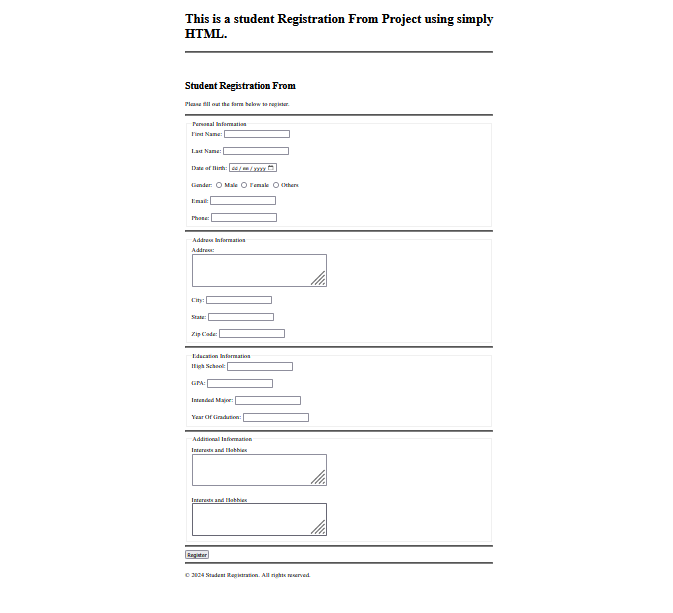 This is a student Registration From Project using simply
HTML.
Student Registration From
Please fill out the form below to register.
Personal Information
First Name:
Last Name:
Date of Birth: dd / mm / yyyy
Gender: Male Female Others
Email:
Phone:
Address Information
Address:
City:
State:
Zip Code:
Education Information
High School:
GPA:
Intended Major:
Year Of Gradution:
Additional Information
Interests and Hobbies
Interests and Hobbies
Register
© 2024 Student Registration. All rights reserved.